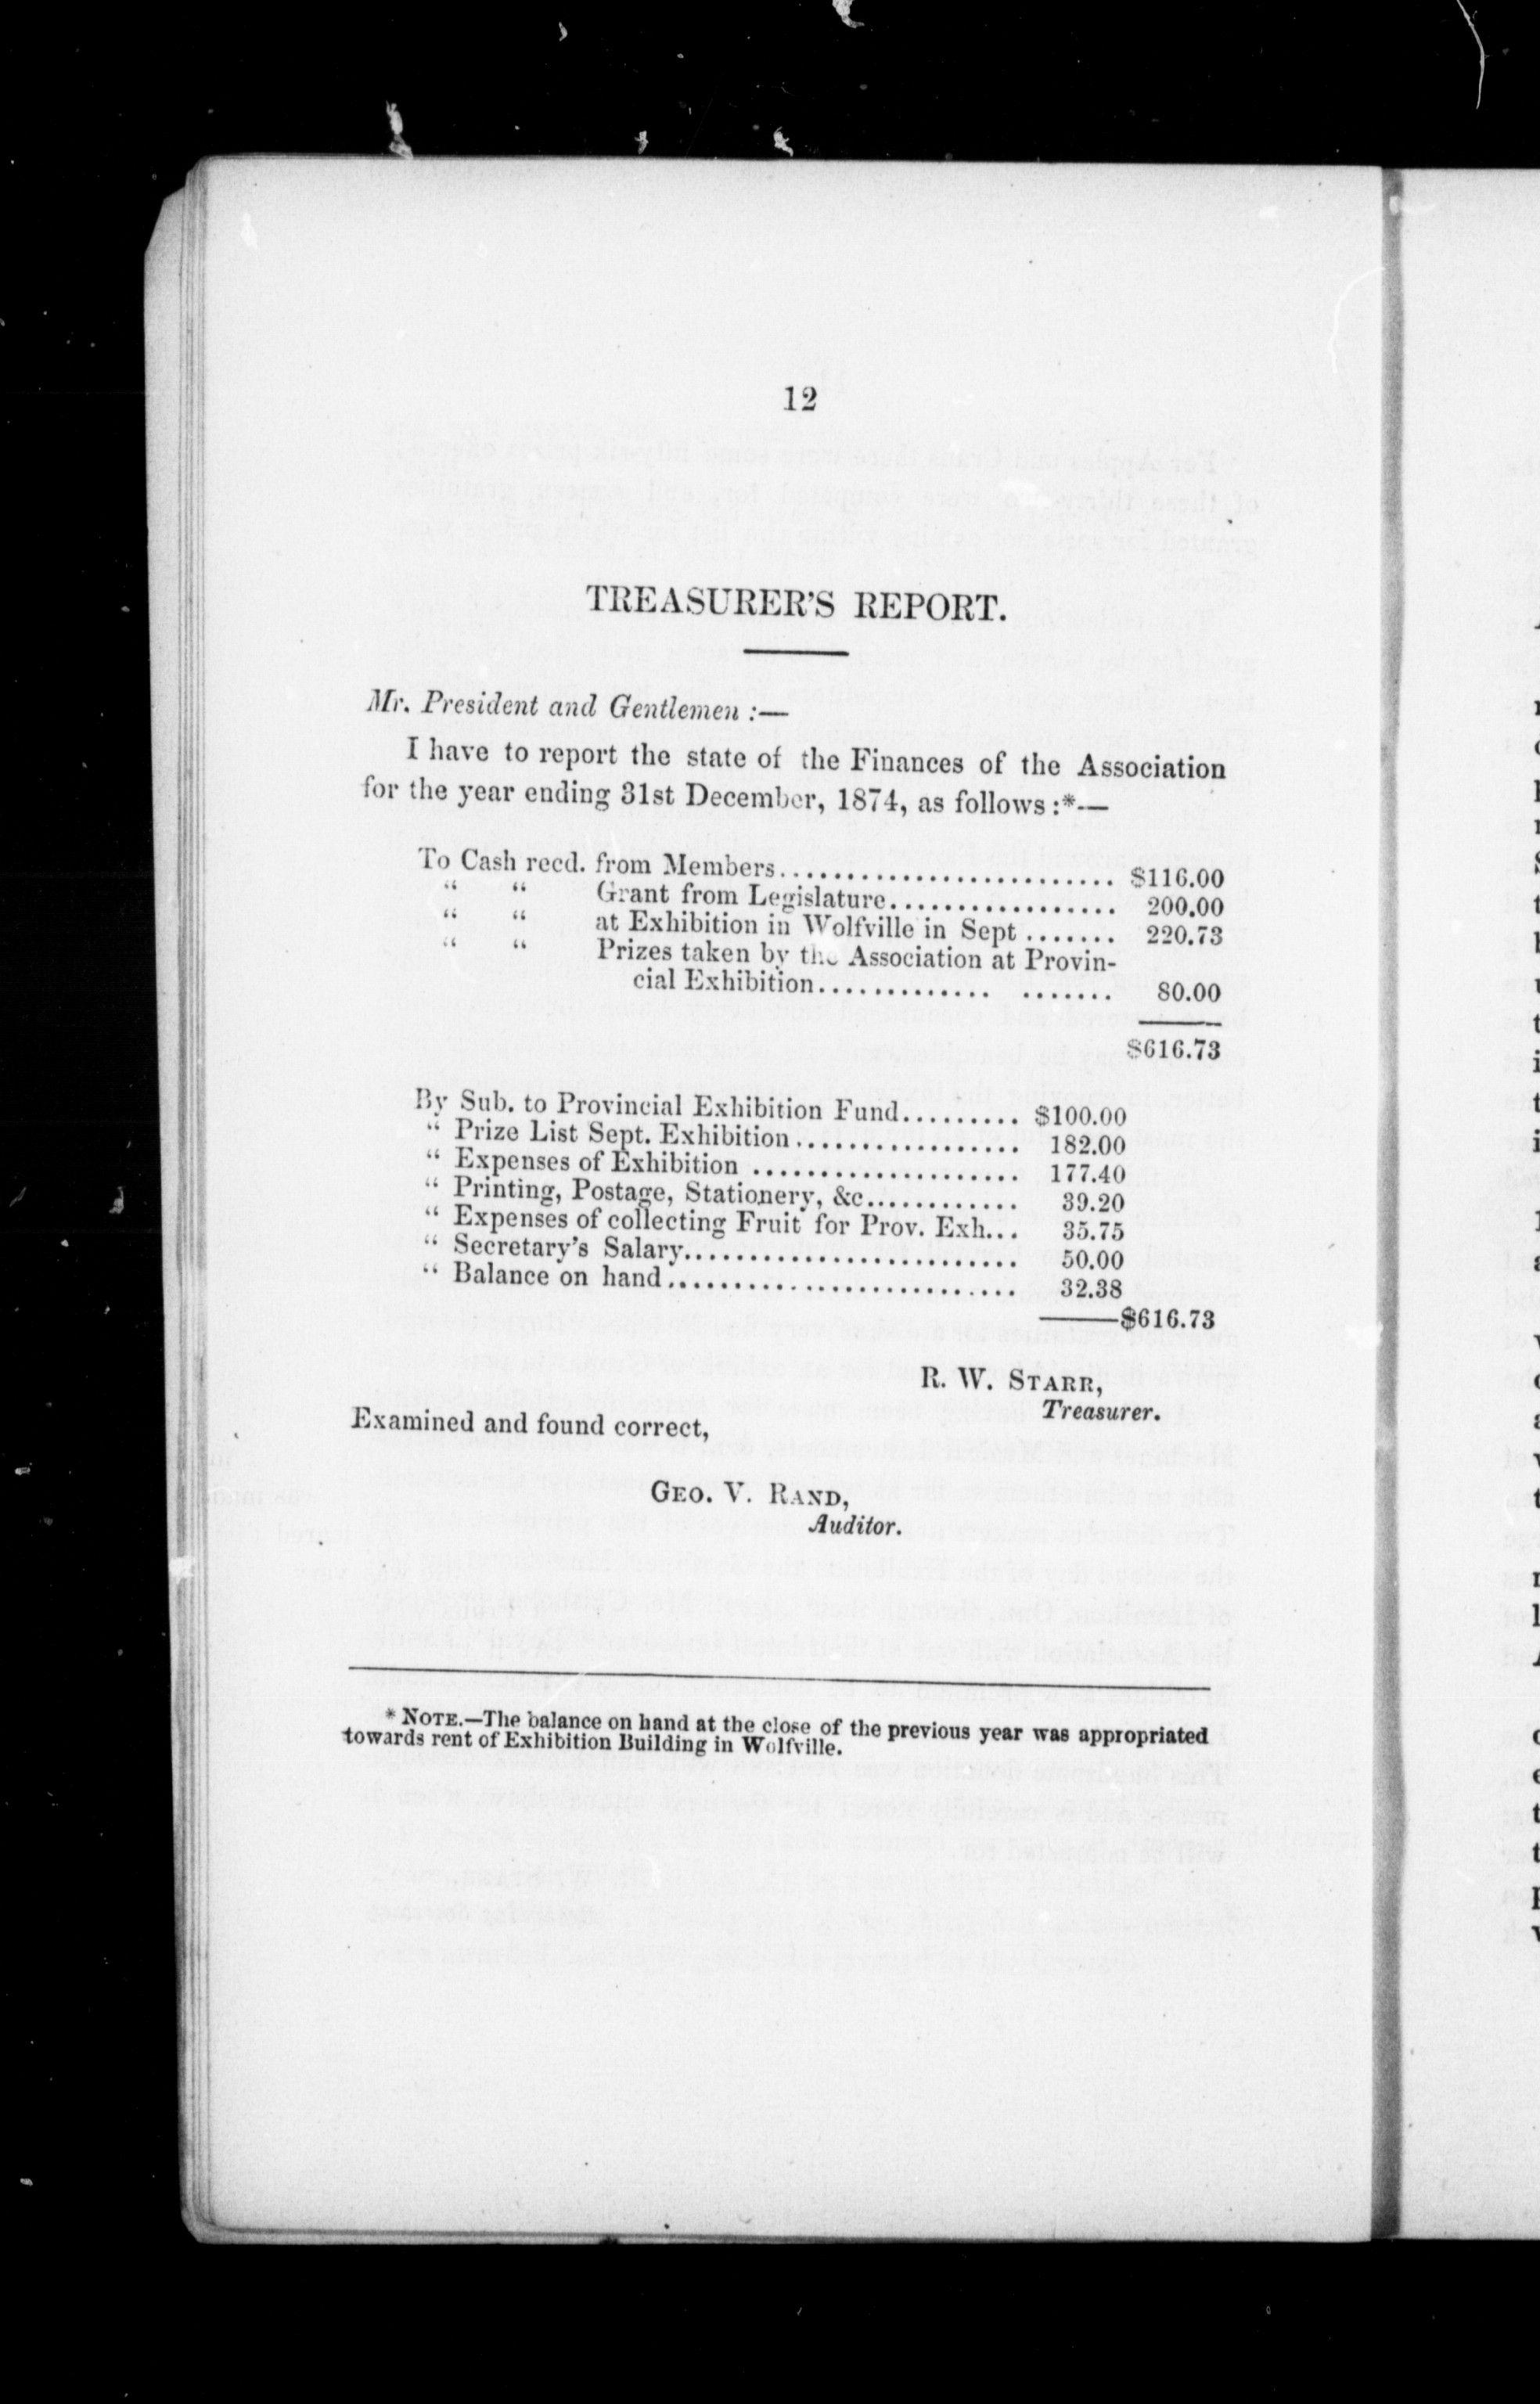 12
TREASURER'S REPORT.
Mr. President and Gentlemen :—
I have to report the state of the Finances of the Association
for the year ending 31st December, 1874, as follows :*—
To Cash recd. from Members.......................... $116.00
“ “ Grant from Legislature................. 200.00
“ “ at Exhibition in Wolfville in Sept ....... 220.73
“ “ Prizes taken by the Association at Provin-
cial Exhibition............. ....... 80.00
$616.73
By Sub. to Provincial Exhibition Fund......... $100.00
“ Prize List Sept. Exhibition................. 182.00
“ Expenses of Exhibition ..................... 177.40
“ Printing, Postage, Stationery, &c............ 39.20
“ Expenses of collecting Fruit for Prov. Exh... 35.75
“ Secretary's Salary.......................... 50.00
“ Balance on hand........................... 32.38
——$616.73
R. W. STARR,
Treasurer.
Examined and found correct,
GEO. V. RAND,
Auditor.
* NOTE.—The balance on hand at the close of the previous year was appropriated
towards rent of Exhibition Building in Wolfville.